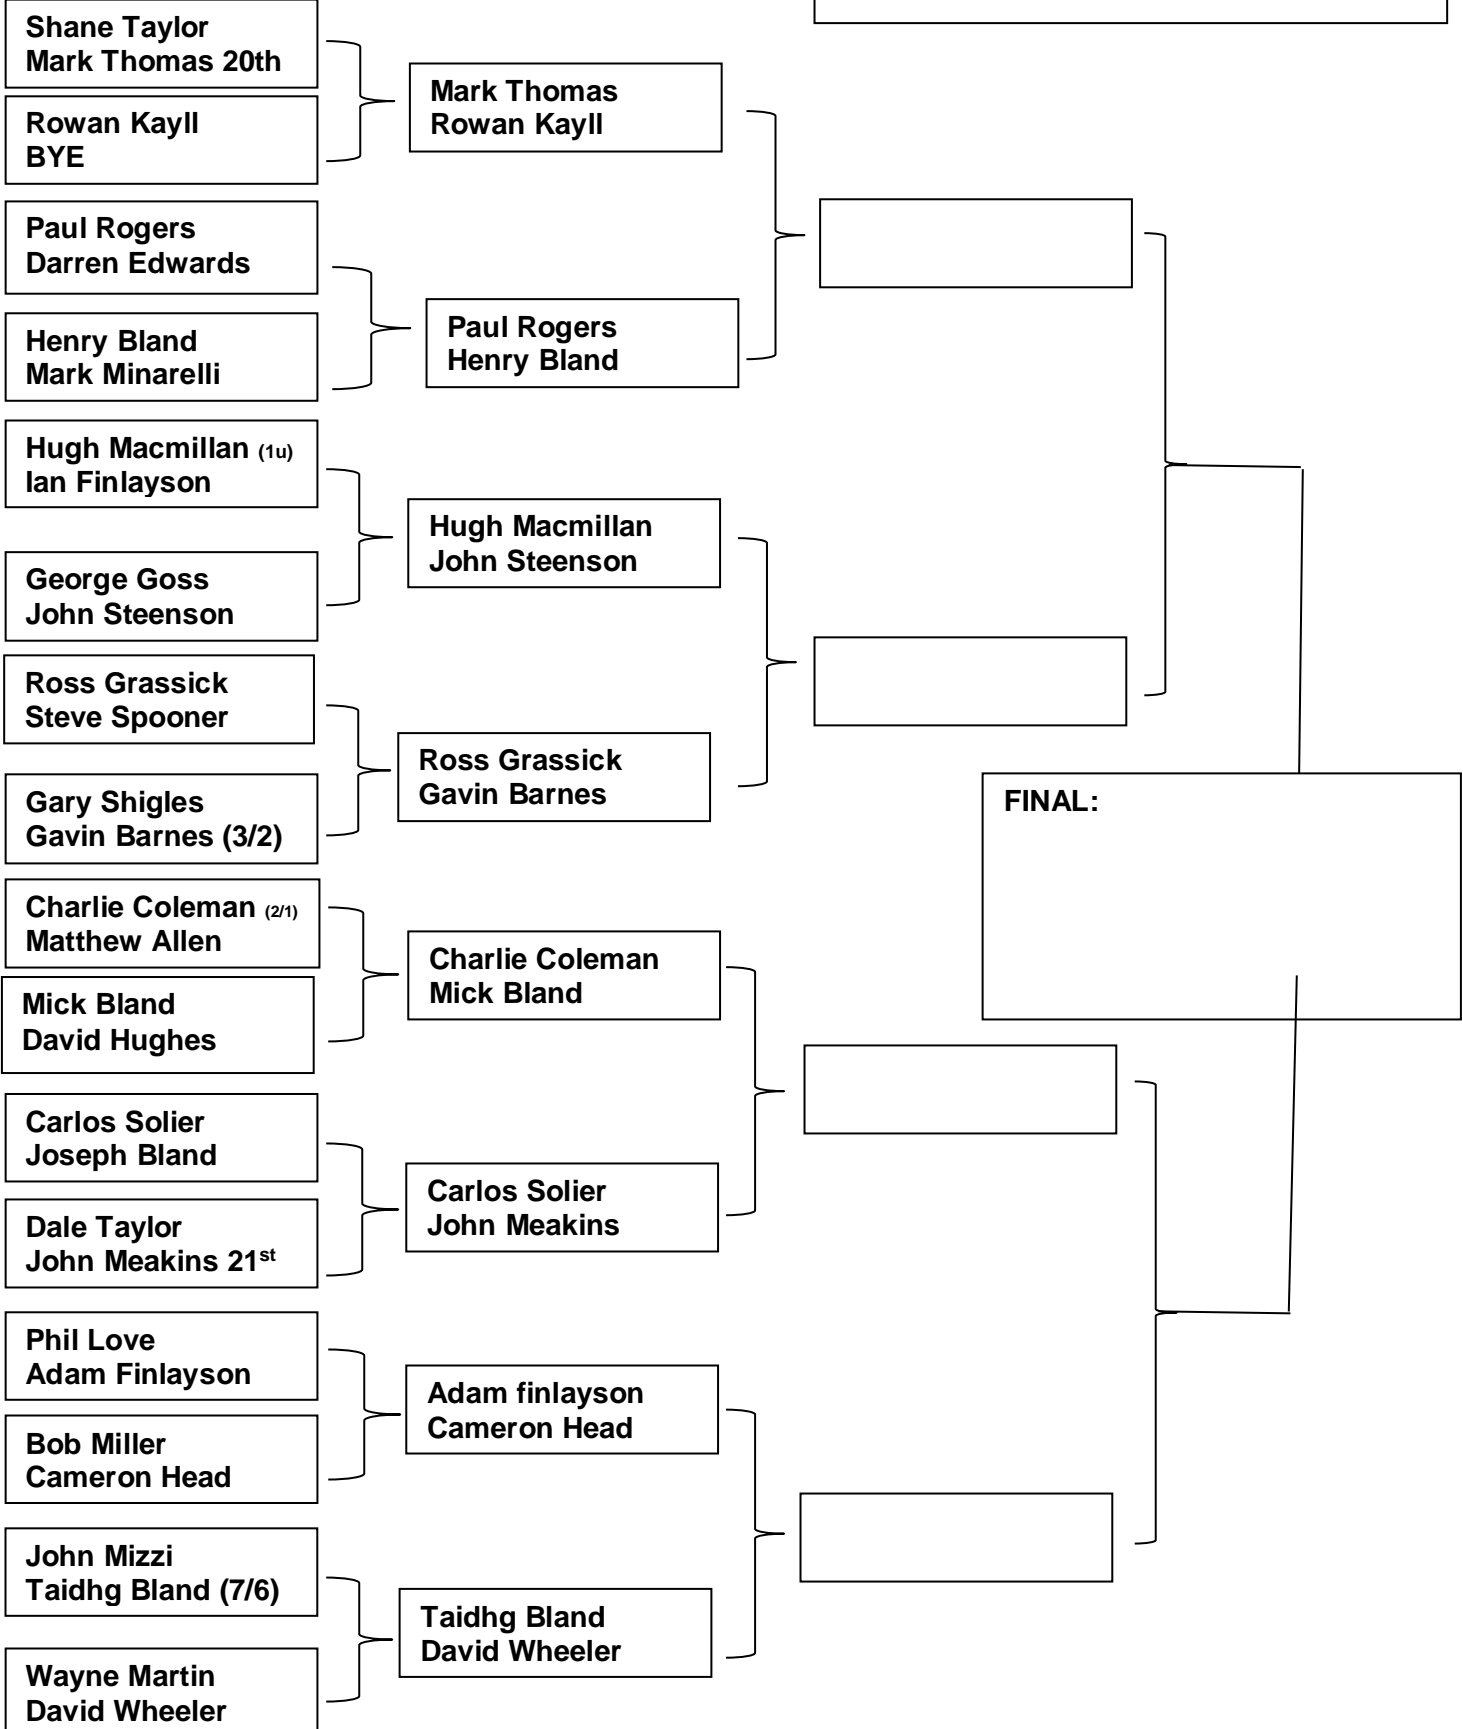 Shane Taylor
Mark Thomas 20th
Rowan Kayll
BYE
Paul Rogers
Darren Edwards
Henry Bland
Mark Minarelli
Hugh Macmillan (1u)
Ian Finlayson
George Goss
John Steenson
Ross Grassick
Steve Spooner
Gary Shigles
Gavin Barnes (3/2)
Charlie Coleman (2/1)
Matthew Allen
Mick Bland
David Hughes
Carlos Solier
Joseph Bland
Dale Taylor
John Meakins 21st
Phil Love
Adam Finlayson
Bob Miller
Cameron Head
John Mizzi
Taidhg Bland (7/6)
Wayne Martin
David Wheeler
Mark Thomas
Rowan Kayll
Paul Rogers
Henry Bland
Hugh Macmillan
John Steenson
Ross Grassick
Gavin Barnes
Charlie Coleman
Mick Bland
Carlos Solier
John Meakins
Adam finlayson
Cameron Head
Taidhg Bland
David Wheeler
FINAL: